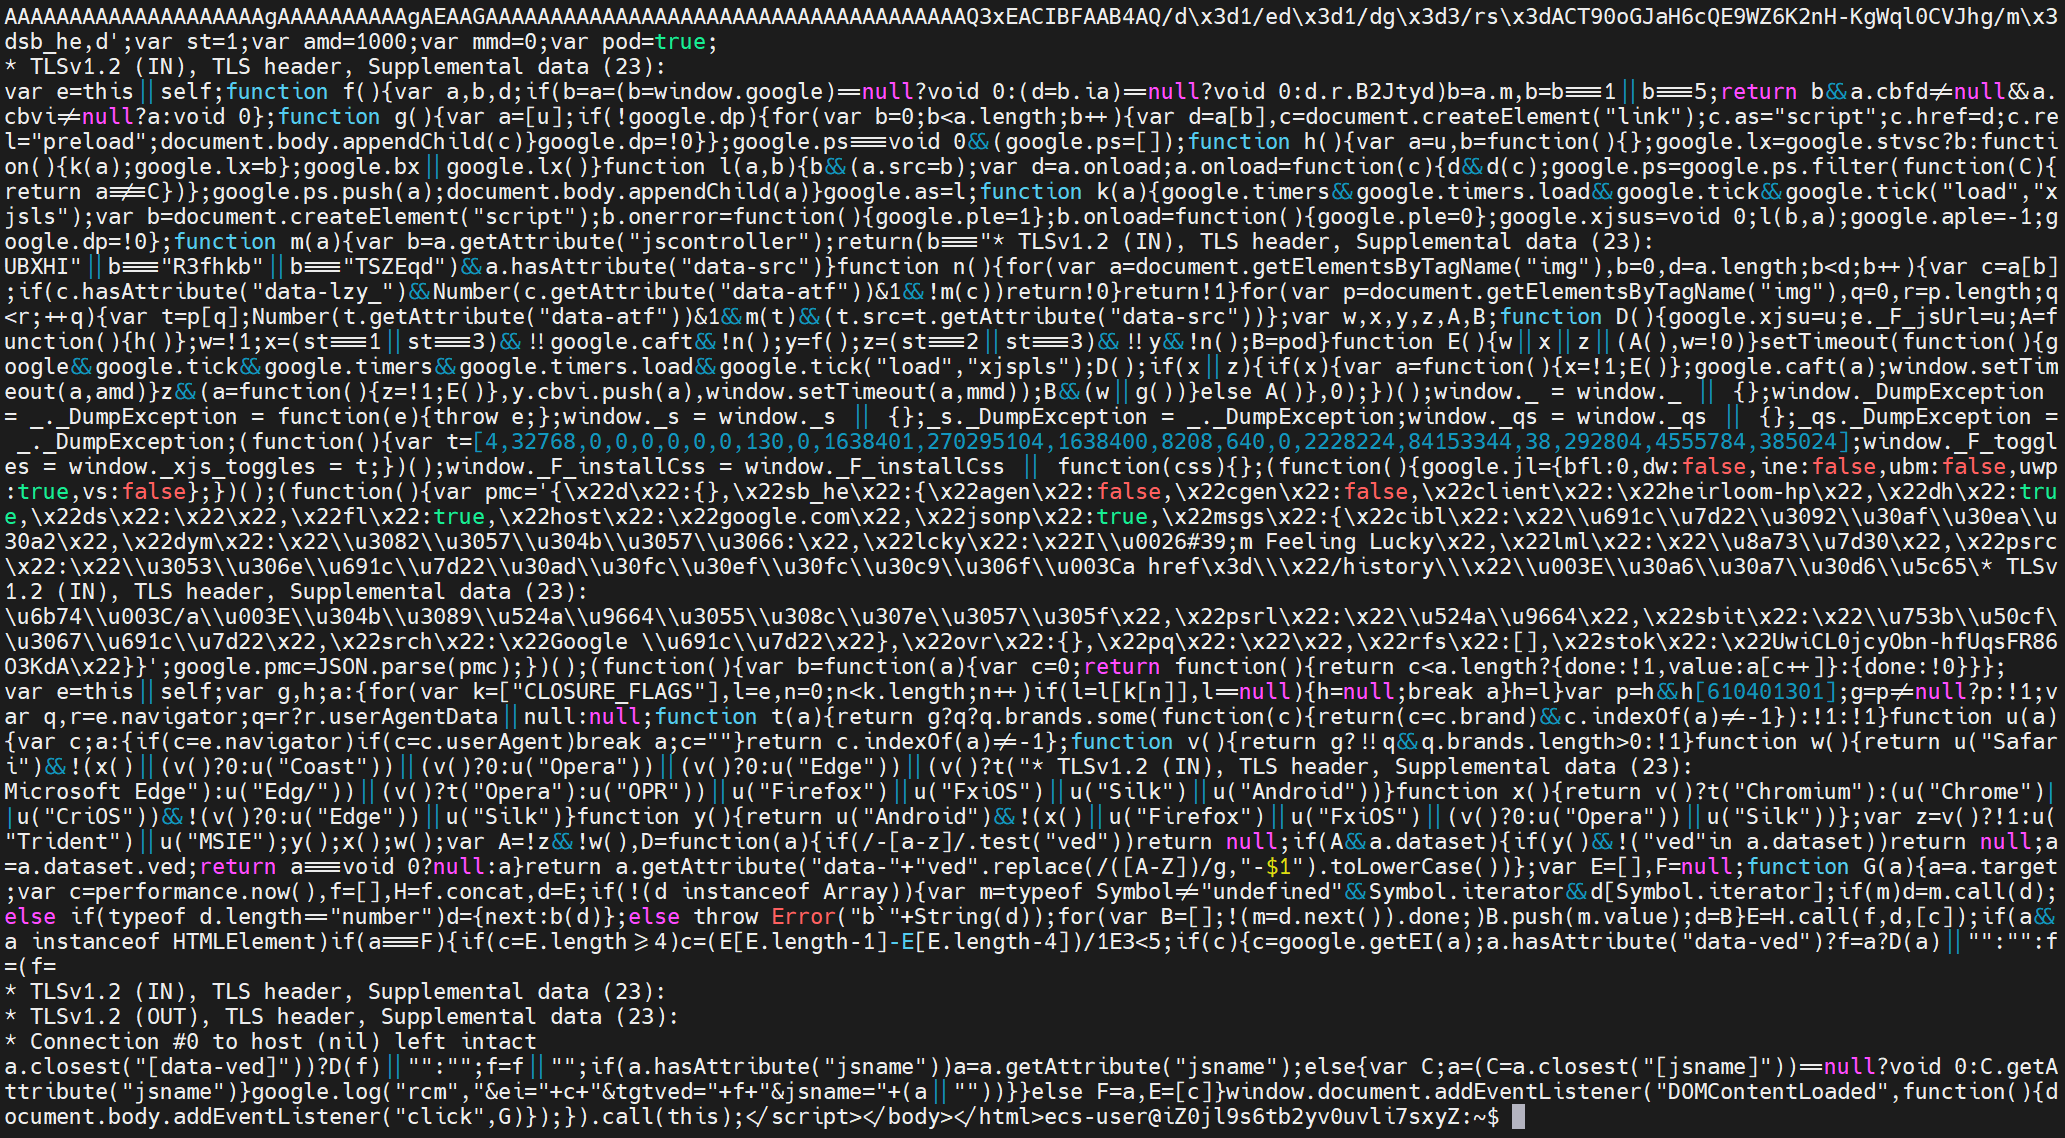 AAAAAAAAAAAAAAAAAAAAgAAAAAAAAAAgAEAAGAAAAAAAAAAAAAAAAAAAAAAAAAAAAAAAAAAAAAQ3xEACIBFAAB4AQ/d\x3d1/ed\x3d1/dg\x3d3/rs\x3dACT90oGJaH6cQE9WZ6K2nH-KgWql0CVJhg/m\x3
dsb_he,d';var st=1;var amd=1000;var mmd=0;var pod=true;
* TLSv1.2 (IN), TLS header, Supplemental data (23):
var e=this||self;function f(){var a,b,d;if(b=a=(b=window.google)==null?void 0:(d=b.ia)==null?void 0:d.r.B2Jtyd)b=a.m,b=b===1||b===5;return b&&a.cbfd!=null&&a.
cbvi!=null?a:void 0};function g(){var a=[u];if(!google.dp){for(var b=0;b<a.length;b++){var d=a[b],c=document.createElement("link");c.as="script";c.href=d;c.re
l="preload";document.body.appendChild(c)}google.dp=!0}};google.ps===void 0&&(google.ps=[]);function h(){var a=u,b=function(){};google.lx=google.stvsc?b:functi
on(){k(a);google.lx=b};google.bx||google.lx()}function l(a,b){b&&(a.src=b);var d=a.onload;a.onload=function(c){d&&d(c);google.ps=google.ps.filter(function(C){
return a!==C})};google.ps.push(a);document.body.appendChild(a)}google.as=l;function k(a){google.timers&&google.timers.load&&google.tick&&google.tick("load","x
jsls");var b=document.createElement("script");b.onerror=function(){google.ple=1};b.onload=function(){google.ple=0};google.xjsus=void 0;l(b,a);google.aple=-1;g
oogle.dp=!0};function m(a){var b=a.getAttribute("jscontroller");return(b==="* TLSv1.2 (IN), TLS header, Supplemental data (23):
UBXHI"||b==="R3fhkb"||b==="TSZEqd")&&a.hasAttribute("data-src")}function n(){for(var a=document.getElementsByTagName("img"),b=0,d=a.length;b<d;b++){var c=a[b]
;if(c.hasAttribute("data-lzy_")&&Number(c.getAttribute("data-atf"))&1&&!m(c))return!0}return!1}for(var p=document.getElementsByTagName("img"),q=0,r=p.length;q
<r;++q){var t=p[q];Number(t.getAttribute("data-atf"))&1&&m(t)&&(t.src=t.getAttribute("data-src"))};var w,x,y,z,A,B;function D(){google.xjsu=u;e._F_jsUrl=u;A=f
unction(){h()};w=!1;x=(st===1||st===3)&&!!google.caft&&!n();y=f();z=(st===2||st===3)&&!!y&&!n();B=pod}function E(){w||x||z||(A(),w=!0)}setTimeout(function(){g
oogle&&google.tick&&google.timers&&google.timers.load&&google.tick("load","xjspls");D();if(x||z){if(x){var a=function(){x=!1;E()};google.caft(a);window.setTim
eout(a,amd)}z&&(a=function(){z=!1;E()},y.cbvi.push(a),window.setTimeout(a,mmd));B&&(w||g())}else A()},0);})();window._ = window._ || {};window._DumpException
= _._DumpException = function(e){throw e;};window._s = window._s || {};_s._DumpException = _._DumpException;window._qs = window._qs || {};_qs._DumpException =
 _._DumpException;(function(){var t=[4,32768,0,0,0,0,0,0,130,0,1638401,270295104,1638400,8208,640,0,2228224,84153344,38,292804,4555784,385024];window._F_toggl
es = window._xjs_toggles = t;})();window._F_installCss = window._F_installCss || function(css){};(function(){google.jl={bfl:0,dw:false,ine:false,ubm:false,uwp
:true,vs:false};})();(function(){var pmc='{\x22d\x22:{},\x22sb_he\x22:{\x22agen\x22:false,\x22cgen\x22:false,\x22client\x22:\x22heirloom-hp\x22,\x22dh\x22:tru
e,\x22ds\x22:\x22\x22,\x22fl\x22:true,\x22host\x22:\x22google.com\x22,\x22jsonp\x22:true,\x22msgs\x22:{\x22cibl\x22:\x22\\u691c\\u7d22\\u3092\\u30af\\u30ea\\u
30a2\x22,\x22dym\x22:\x22\\u3082\\u3057\\u304b\\u3057\\u3066:\x22,\x22lcky\x22:\x22I\\u0026#39;m Feeling Lucky\x22,\x22lml\x22:\x22\\u8a73\\u7d30\x22,\x22psrc
\x22:\x22\\u3053\\u306e\\u691c\\u7d22\\u30ad\\u30fc\\u30ef\\u30fc\\u30c9\\u306f\\u003Ca href\x3d\\\x22/history\\\x22\\u003E\\u30a6\\u30a7\\u30d6\\u5c65\* TLSv
1.2 (IN), TLS header, Supplemental data (23):
\u6b74\\u003C/a\\u003E\\u304b\\u3089\\u524a\\u9664\\u3055\\u308c\\u307e\\u3057\\u305f\x22,\x22psrl\x22:\x22\\u524a\\u9664\x22,\x22sbit\x22:\x22\\u753b\\u50cf\
\u3067\\u691c\\u7d22\x22,\x22srch\x22:\x22Google \\u691c\\u7d22\x22},\x22ovr\x22:{},\x22pq\x22:\x22\x22,\x22rfs\x22:[],\x22stok\x22:\x22UwiCL0jcyObn-hfUqsFR86
O3KdA\x22}}';google.pmc=JSON.parse(pmc);})();(function(){var b=function(a){var c=0;return function(){return c<a.length?{done:!1,value:a[c++]}:{done:!0}}};
var e=this||self;var g,h;a:{for(var k=["CLOSURE_FLAGS"],l=e,n=0;n<k.length;n++)if(l=l[k[n]],l==null){h=null;break a}h=l}var p=h&&h[610401301];g=p!=null?p:!1;v
ar q,r=e.navigator;q=r?r.userAgentData||null:null;function t(a){return g?q?q.brands.some(function(c){return(c=c.brand)&&c.indexOf(a)!=-1}):!1:!1}function u(a)
{var c;a:{if(c=e.navigator)if(c=c.userAgent)break a;c=""}return c.indexOf(a)!=-1};function v(){return g?!!q&&q.brands.length>0:!1}function w(){return u("Safar
i")&&!(x()||(v()?0:u("Coast"))||(v()?0:u("Opera"))||(v()?0:u("Edge"))||(v()?t("* TLSv1.2 (IN), TLS header, Supplemental data (23):
Microsoft Edge"):u("Edg/"))||(v()?t("Opera"):u("OPR"))||u("Firefox")||u("FxiOS")||u("Silk")||u("Android"))}function x(){return v()?t("Chromium"):(u("Chrome")|
|u("CriOS"))&&!(v()?0:u("Edge"))||u("Silk")}function y(){return u("Android")&&!(x()||u("Firefox")||u("FxiOS")||(v()?0:u("Opera"))||u("Silk"))};var z=v()?!1:u(
"Trident")||u("MSIE");y();x();w();var A=!z&&!w(),D=function(a){if(/-[a-z]/.test("ved"))return null;if(A&&a.dataset){if(y()&&!("ved"in a.dataset))return null;a
=a.dataset.ved;return a===void 0?null:a}return a.getAttribute("data-"+"ved".replace(/([A-Z])/g,"-$1").toLowerCase())};var E=[],F=null;function G(a){a=a.target
;var c=performance.now(),f=[],H=f.concat,d=E;if(!(d instanceof Array)){var m=typeof Symbol!="undefined"&&Symbol.iterator&&d[Symbol.iterator];if(m)d=m.call(d);
else if(typeof d.length=="number")d={next:b(d)};else throw Error("b`"+String(d));for(var B=[];!(m=d.next()).done;)B.push(m.value);d=B}E=H.call(f,d,[c]);if(a&&
a instanceof HTMLElement)if(a===F){if(c=E.length>=4)c=(E[E.length-1]-E[E.length-4])/1E3<5;if(c){c=google.getEI(a);a.hasAttribute("data-ved")?f=a?D(a)||"":"":f
=(f=
* TLSv1.2 (IN), TLS header, Supplemental data (23):
* TLSv1.2 (OUT), TLS header, Supplemental data (23):
* Connection #0 to host (nil) left intact
a.closest("[data-ved]"))?D(f)||"":"";f=f||"";if(a.hasAttribute("jsname"))a=a.getAttribute("jsname");else{var C;a=(C=a.closest("[jsname]"))==null?void 0:C.getA
ttribute("jsname")}google.log("rcm","&ei="+c+"&tgtved="+f+"&jsname="+(a||""))}}else F=a,E=[c]}window.document.addEventListener("DOMContentLoaded",function(){d
ocument.body.addEventListener("click",G)});}).call(this);</script></body></html>ecs-user@iZ0jl9s6tb2yv0uvli7sxyZ:~$